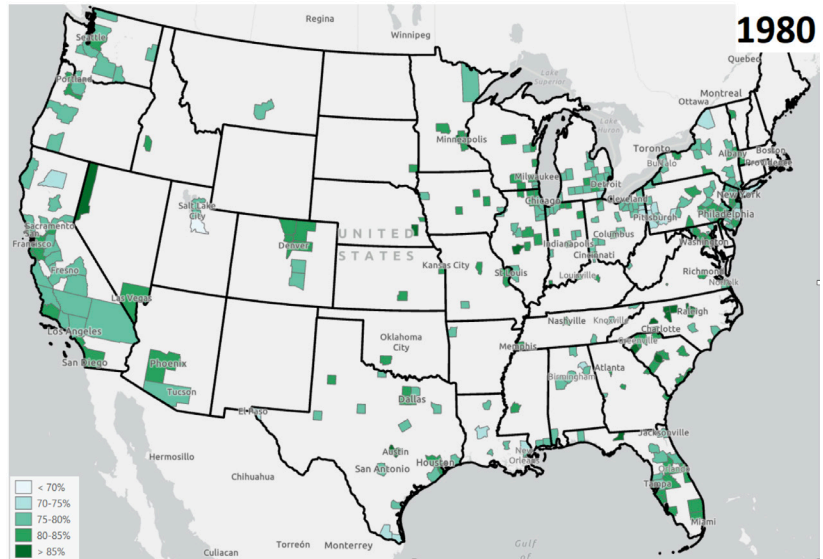 1980
Regina
Winnipeg
Seattle
Lake
Superior
Quebec
Montreal
Ottawa
Portland
Minneapolis
Lake
Huron
Toronto
Albany
Boston
Buffalo
Providence
Milwaukee
Detroit
Chicago
Cleveland
New York
Salt Lake
City
Pittsburgh
Philadelphia
Sacramento
San
Francisco
Denver
UNITED
STATES
Columbus
Indianapolis
Cincinnati
Washington
Kansas City
St Louis
Fresno
Louisville
Richmond
Norfolk
Las Vegas
Nashville
Knoxville
Raleigh
Charlotte
Greenville
Los Angeles
Oklahoma
City
Memphis
San Diego
Phoenix
Atlanta
Birmingham
Tucson
Dallas
El Paso
Austin
Jacksonville
Hermosillo
San Antonio
Houston
New
Orleans
Orlando
Chihuahua
Tampa
Miami
Culiacan
Torreón
Monterrey
Gulf
of
< 70%
70-75%
75-80%
80-85%
> 85%